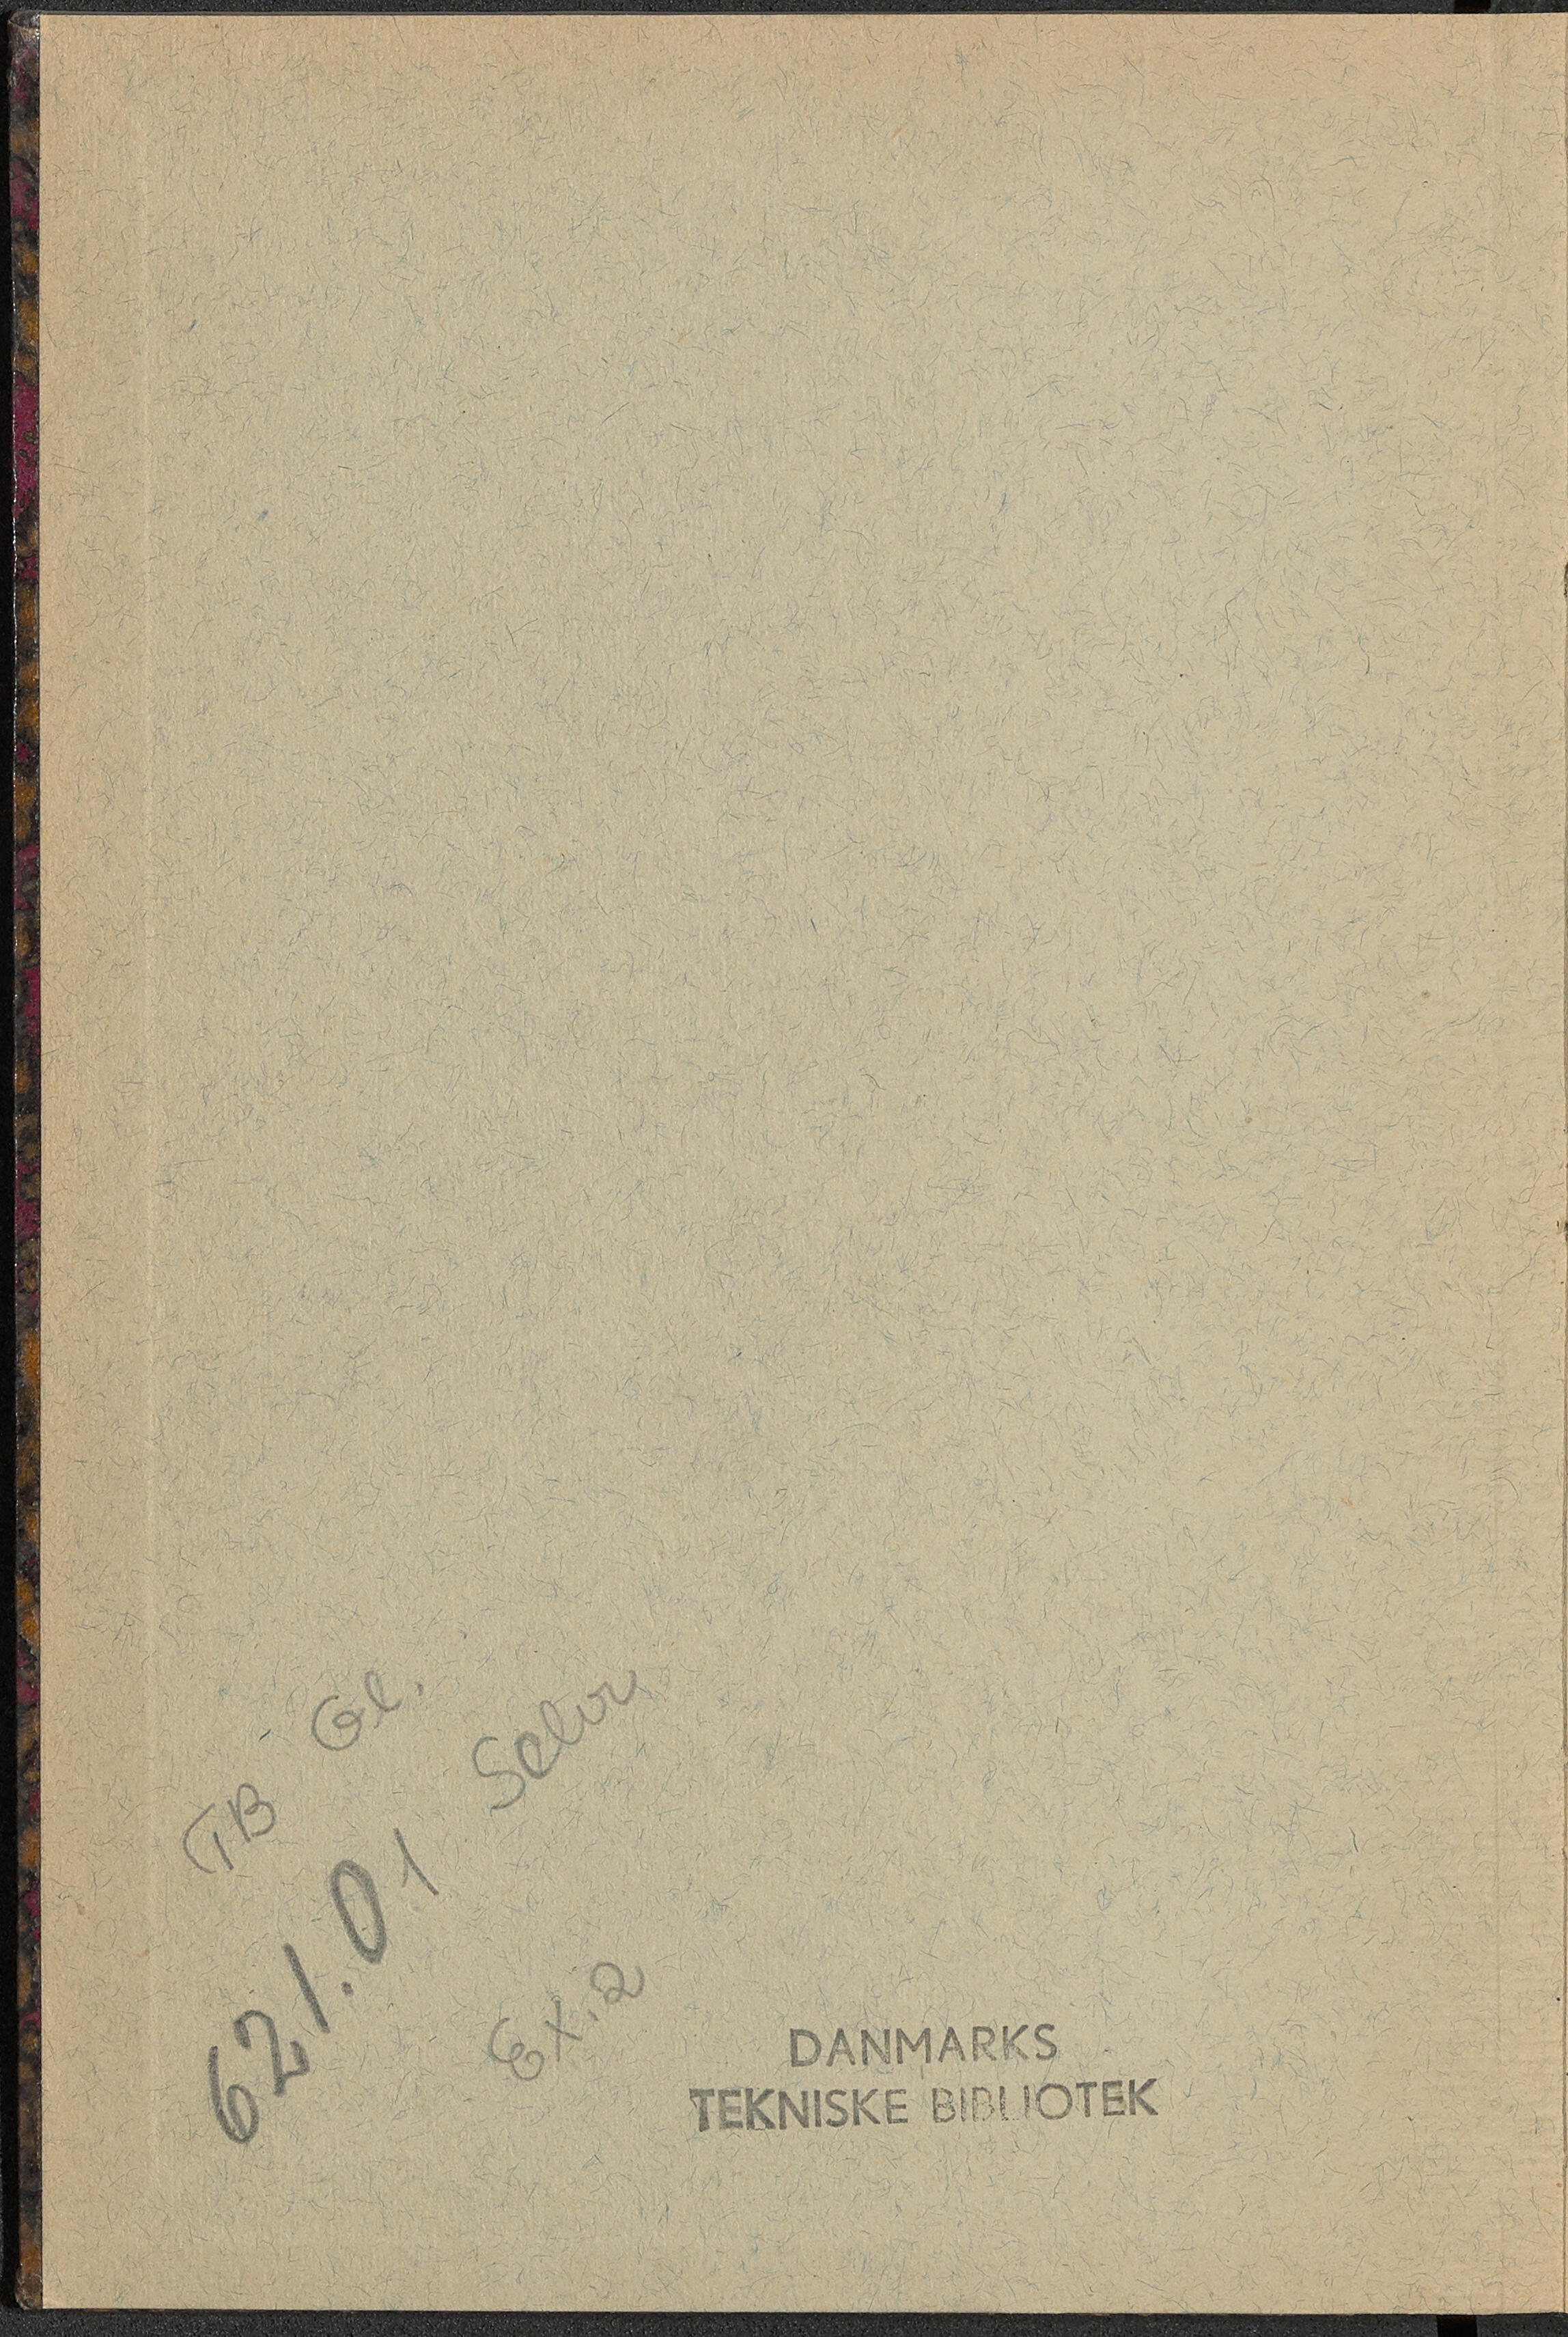 TB Gl.
621.01 Selv
Ex. 2
DANMARKS
TEKNISKE BIBLIOTEK